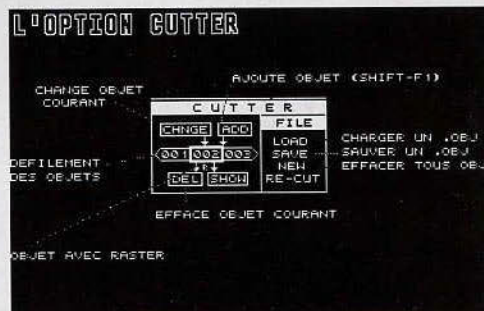 L'OPTION CUTTER
AJOUTE OBJET (SHIFT-F1)
CHANGE OBJET
COURANT
CUTTER
FILE
CHNGE ADD
LOAD
SAVE
NEW
RE-CUT
001 002 003
DEL SHOW
CHARGER UN .OBJ
SAUVER UN .OBJ
EFFACER TOUS OBJ
DEFILEMENT
DES OBJETS
EFFACE OBJET COURANT
OBJET AVEC RASTER